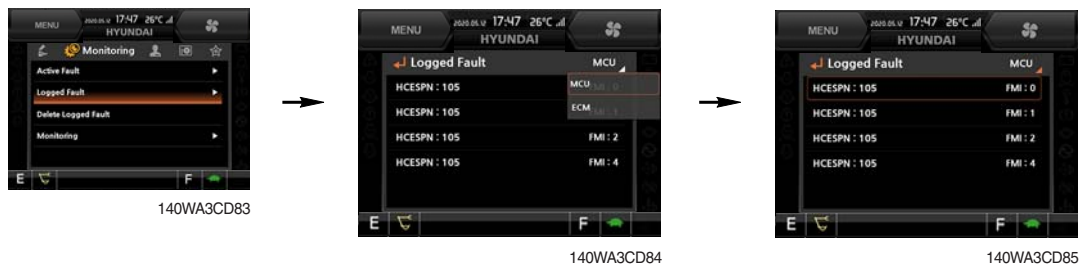 MENU
17:47 26°C
HYUNDAI
Monitoring
Active Fault
Logged Fault
Delete Logged Fault
Monitoring
E F
140WA3CD83
MENU
17:47 26°C
HYUNDAI
Logged Fault MCU
HCESPN : 105 MCU
HCESPN : 105 ECM
HCESPN : 105 FMI : 2
HCESPN : 105 FMI : 4
E F
140WA3CD84
MENU
17:47 26°C
HYUNDAI
Logged Fault MCU
HCESPN : 105 FMI : 0
HCESPN : 105 FMI : 1
HCESPN : 105 FMI : 2
HCESPN : 105 FMI : 4
E F
140WA3CD85